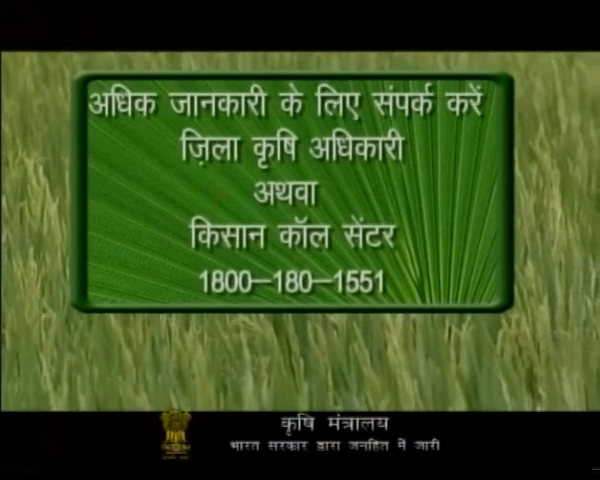 अधिक जानकारी के लिए संपर्क करें
ज़िला कृषि अधिकारी
अथवा
किसान कॉल सेंटर
1800-180-1551
कृषि मंत्रालय
भारत सरकार द्वारा जनहित में जारी